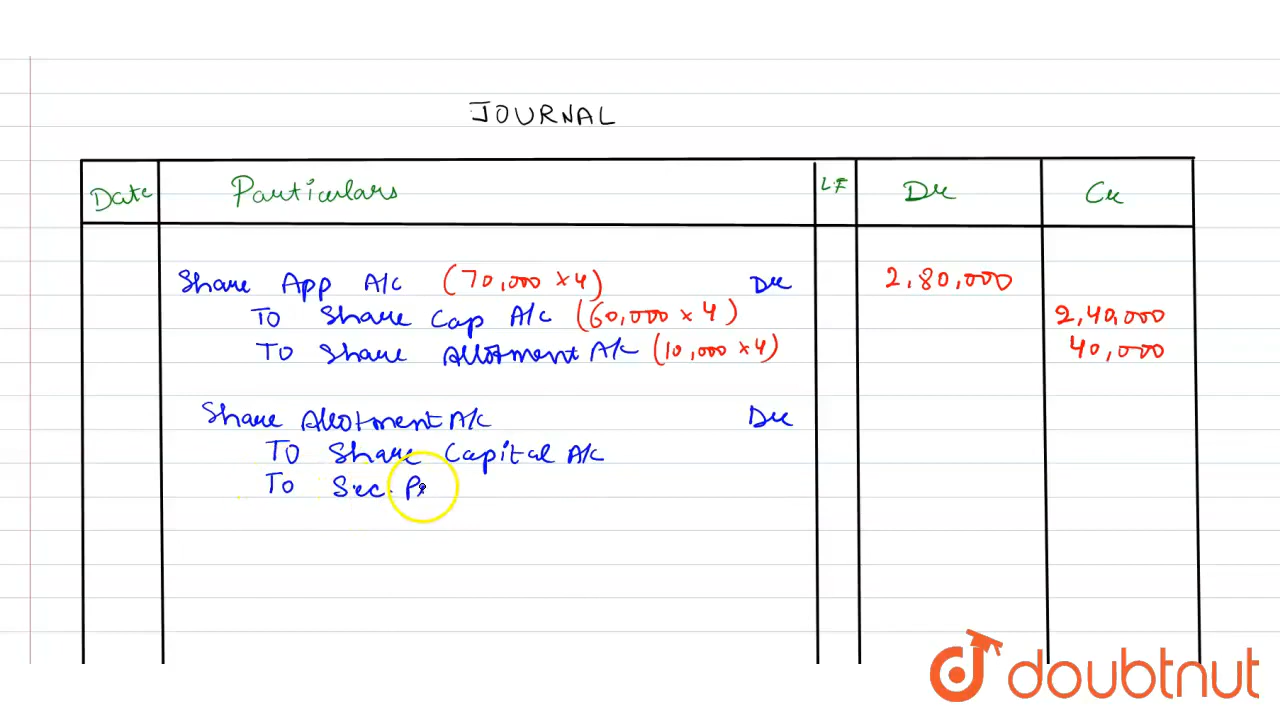 JOURNAL
Date Particulars L.F Dr Cr
Share App A/c (70,000 × 4) Dr 2,80,000
To Share Cap A/c (60,000 × 4) 2,40,000
To Share Allotment A/c (10,000 × 4) 40,000
Share Allotment A/c Dr
To Share Capital A/c
To Sec.
doubtnut